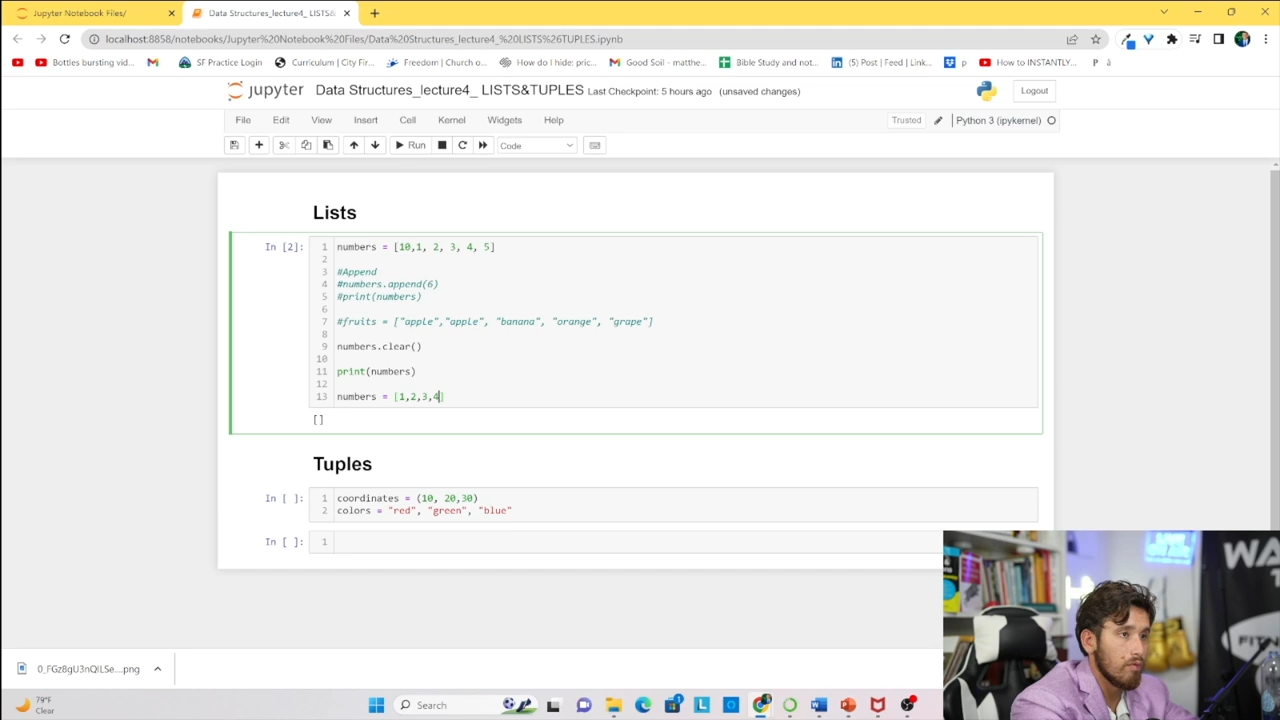 Jupyter Notebook Files/
Data Structures_lecture4_ LISTS&
localhost:8858/notebooks/Jupyter%20Notebook%20Files/Data%20Structures_lecture4_%20LISTS%26TUPLES.ipynb
Bottles bursting vid... SF Practice Login Curriculum | City Fir... Freedom | Church o... How do I hide: pric... Good Soil - matthe... Bible Study and not... (5) Post | Feed | Link... p How to INSTANTLY... P à
jupyter Data Structures_lecture4_ LISTS&TUPLES Last Checkpoint: 5 hours ago (unsaved changes) Logout
File Edit View Insert Cell Kernel Widgets Help Trusted Python 3 (ipykernel)
Run Code
Lists
In [2]: 1 numbers = [10,1, 2, 3, 4, 5]
2
3 #Append
4 #numbers.append(6)
5 #print(numbers)
6
7 #fruits = ["apple","apple", "banana", "orange", "grape"]
8
9 numbers.clear()
10
11 print(numbers)
12
13 numbers = [1,2,3,4]
[]
Tuples
In [ ]: 1 coordinates = (10, 20,30)
2 colors = "red", "green", "blue"
In [ ]: 1
0_FGz8gU3nQILSe....png
79°F
Clear
Search
WA
FITN